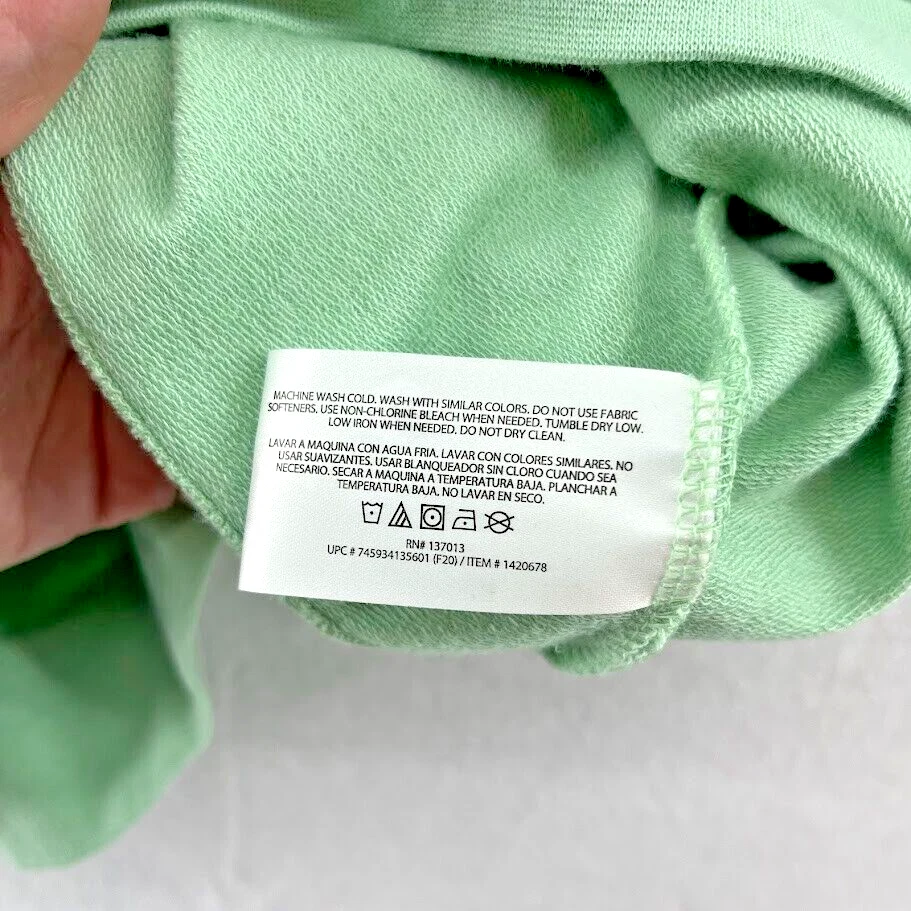 MACHINE WASH COLD. WASH WITH SIMILAR COLORS. DO NOT USE FABRIC
SOFTENERS. USE NON-CHLORINE BLEACH WHEN NEEDED. TUMBLE DRY LOW.
LOW IRON WHEN NEEDED. DO NOT DRY CLEAN.
LAVAR A MAQUINA CON AGUA FRIA. LAVAR CON COLORES SIMILARES. NO
USAR SUAVIZANTES. USAR BLANQUEADOR SIN CLORO CUANDO SEA
NECESARIO. SECAR A MAQUINA A TEMPERATURA BAJA. PLANCHAR A
TEMPERATURA BAJA. NO LAVAR EN SECO.
RN# 137013
UPC # 745934135601 (F20) / ITEM # 1420678